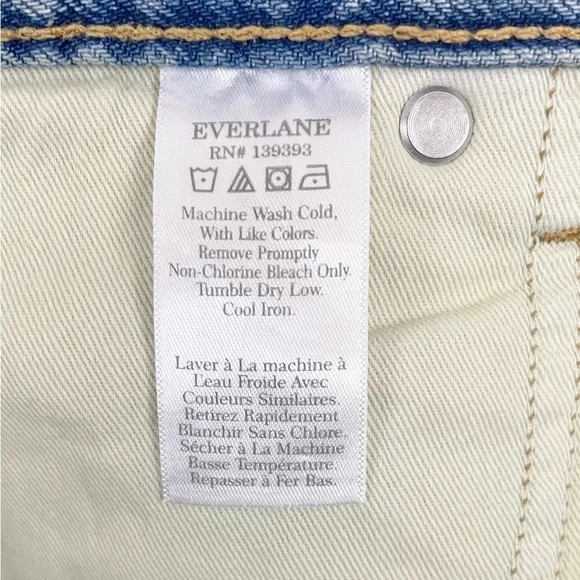 EVERLANE
RN# 139393
Machine Wash Cold,
With Like Colors.
Remove Promptly
Non-Chlorine Bleach Only.
Tumble Dry Low.
Cool Iron.
Laver à La machine à
L'eau Froide Avec
Couleurs Similaires.
Retirez Rapidement
Blanchir Sans Chlore.
Sécher à La Machine
Basse Température.
Repasser à Fer Bas.